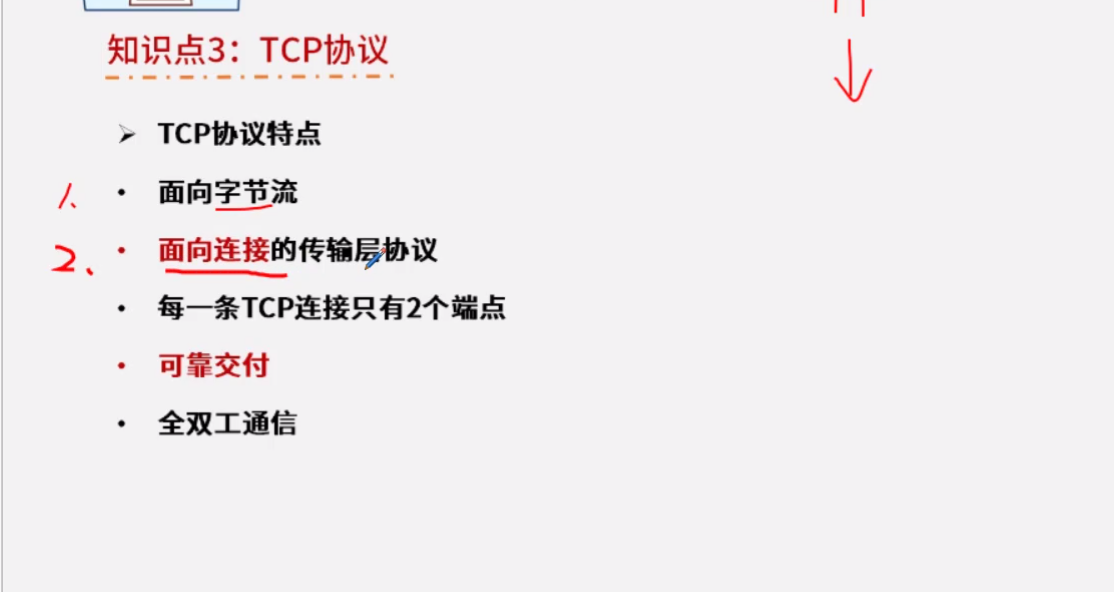 知识点3：TCP协议
➢ TCP协议特点
1、 • 面向字节流
2、 • 面向连接的传输层协议
• 每一条TCP连接只有2个端点
• 可靠交付
• 全双工通信